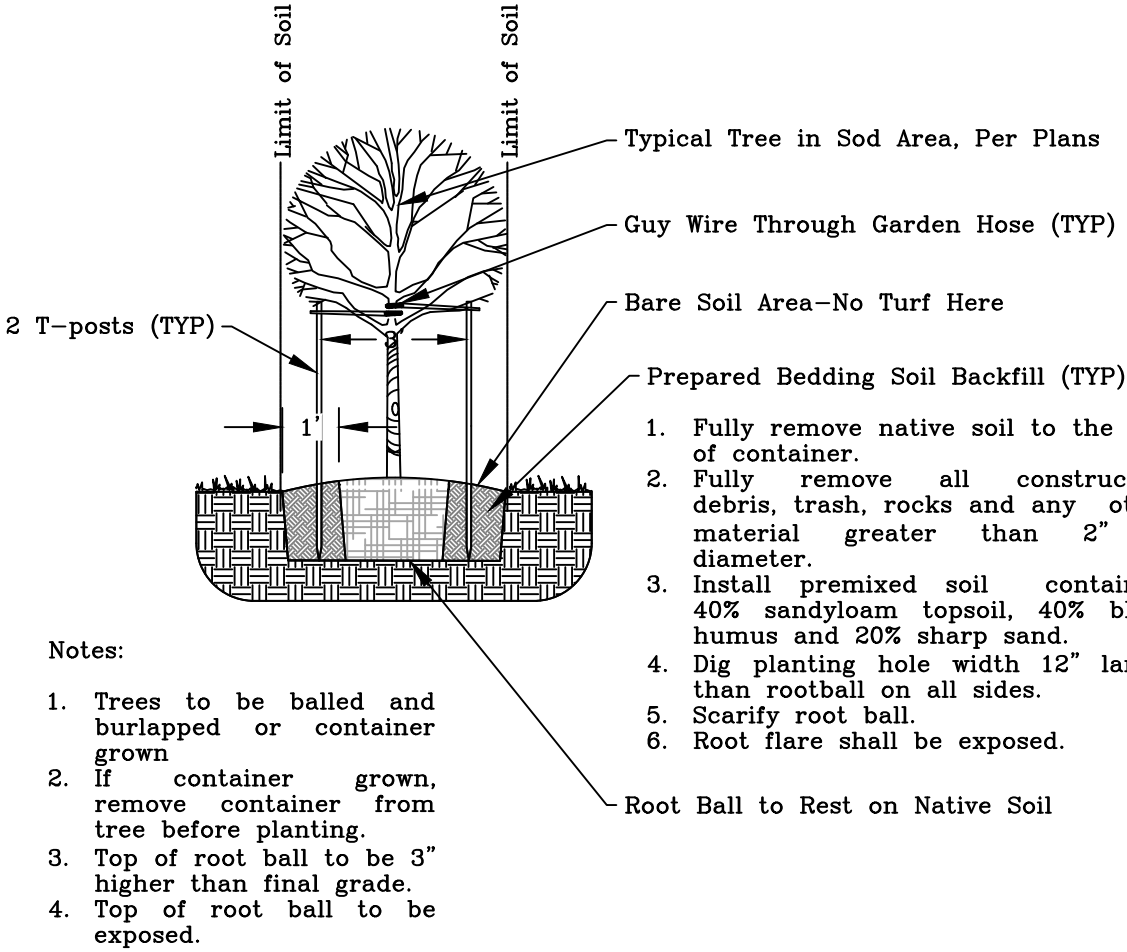 Limit of Soil
Limit of Soil
Typical Tree in Sod Area, Per Plans
Guy Wire Through Garden Hose (TYP)
Bare Soil Area-No Turf Here
2 T-posts (TYP)
3'
Prepared Bedding Soil Backfill (TYP)
1'
1. Fully remove native soil to the
of container.
2. Fully remove all
debris, trash, rocks and any
material greater than 2"
diameter.
3. Install premixed soil
40% sandyloam topsoil, 40%
humus and 20% sharp sand.
4. Dig planting hole width 12"
than rootball on all sides.
5. Scarify root ball.
6. Root flare shall be exposed.
Root Ball to Rest on Native Soil
Notes:
1. Trees to be balled and
burlapped or container
grown
2. If container grown,
remove container from
tree before planting.
3. Top of root ball to be 3"
higher than final grade.
4. Top of root ball to be
exposed.